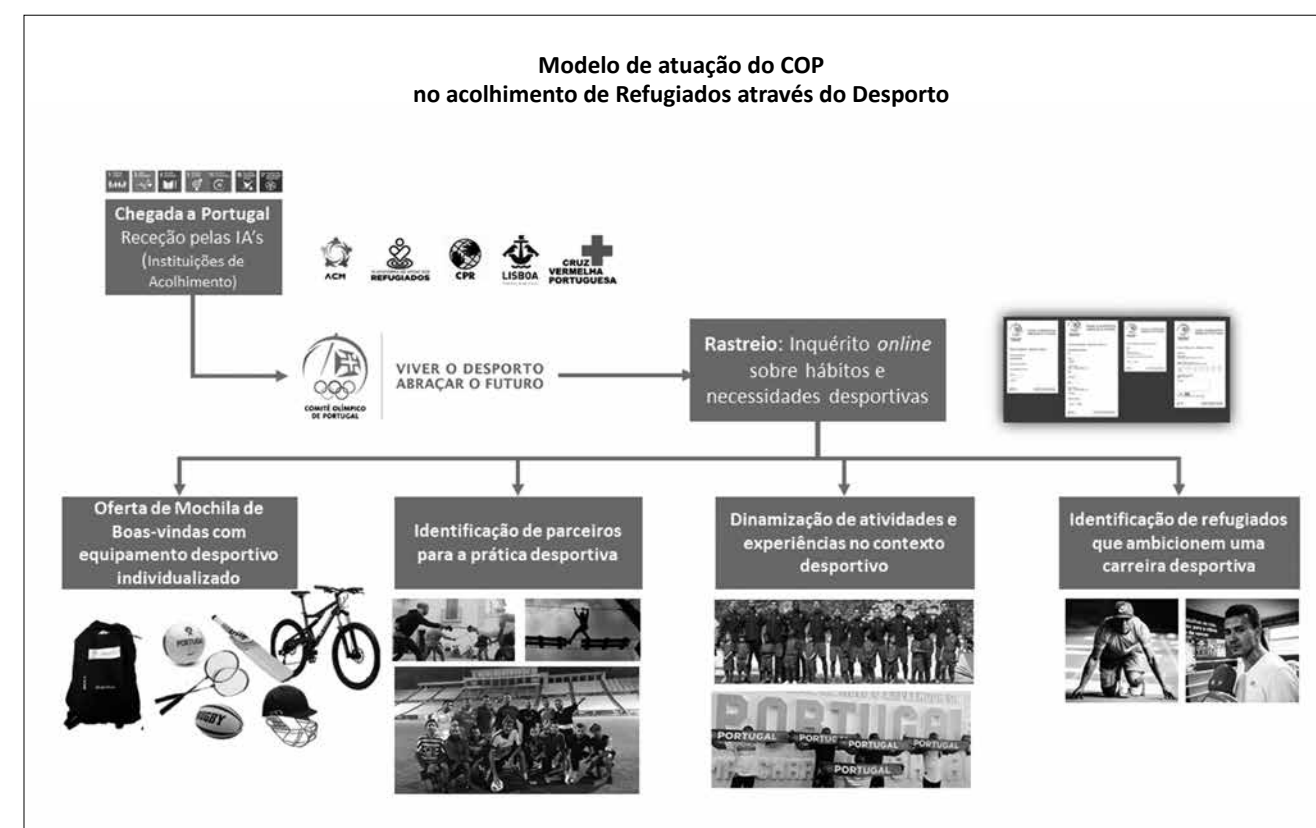 Modelo de atuação do COP
no acolhimento de Refugiados através do Desporto
Chegada a Portugal
Receção pelas IA's
(Instituições de
Acolhimento)
ACM
REFUGIADOS
CPR
LISBOA
CRUZ
VERMELHA
PORTUGUESA
COMITÉ OLÍMPICO
DE PORTUGAL
VIVER O DESPORTO
ABRAÇAR O FUTURO
Rastreio: Inquérito online
sobre hábitos e
necessidades desportivas
Oferta de Mochila de
Boas-vindas com
equipamento desportivo
individualizado
Identificação de parceiros
para a prática desportiva
Dinamização de atividades e
experiências no contexto
desportivo
Identificação de refugiados
que ambicionem uma
carreira desportiva
PORTUGAL
RUGBY
PORTUGAL
PORTUGAL
PORTUGAL
PORTUGAL
PORTUGAL